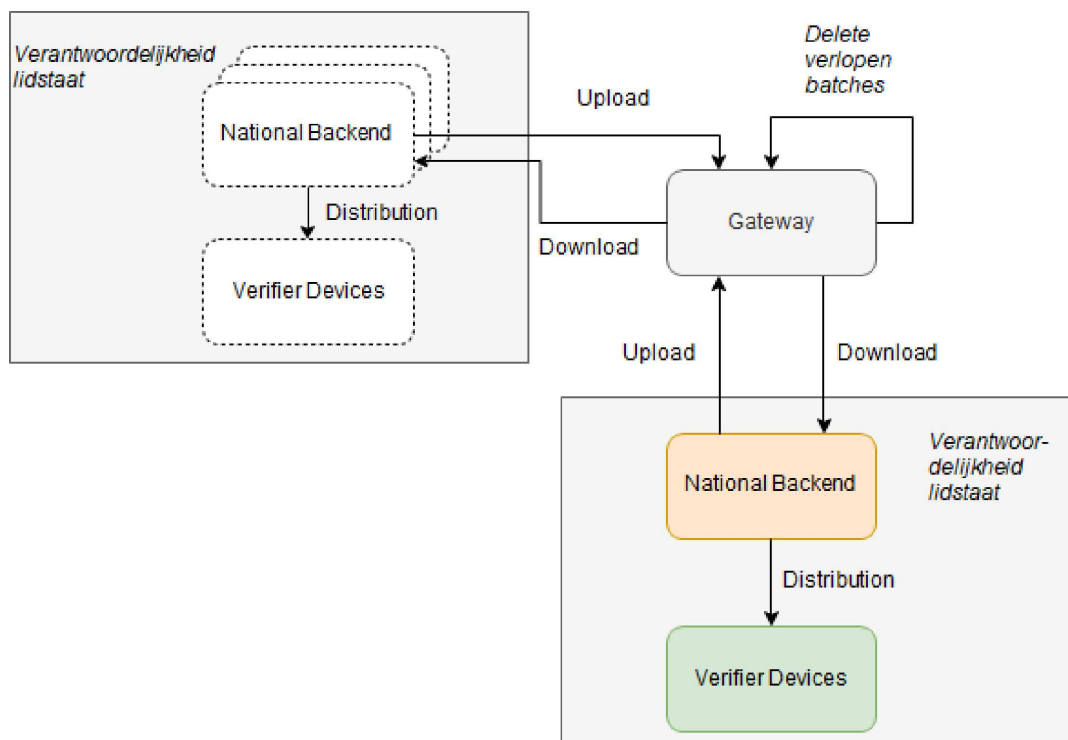 Verantwoordelijkheid
lidstaat
National Backend
Distribution
Verifier Devices
Upload
Download
Delete
verlopen
batches
Gateway
Upload
Download
Verantwoor-
delijkheid
lidstaat
National Backend
Distribution
Verifier Devices